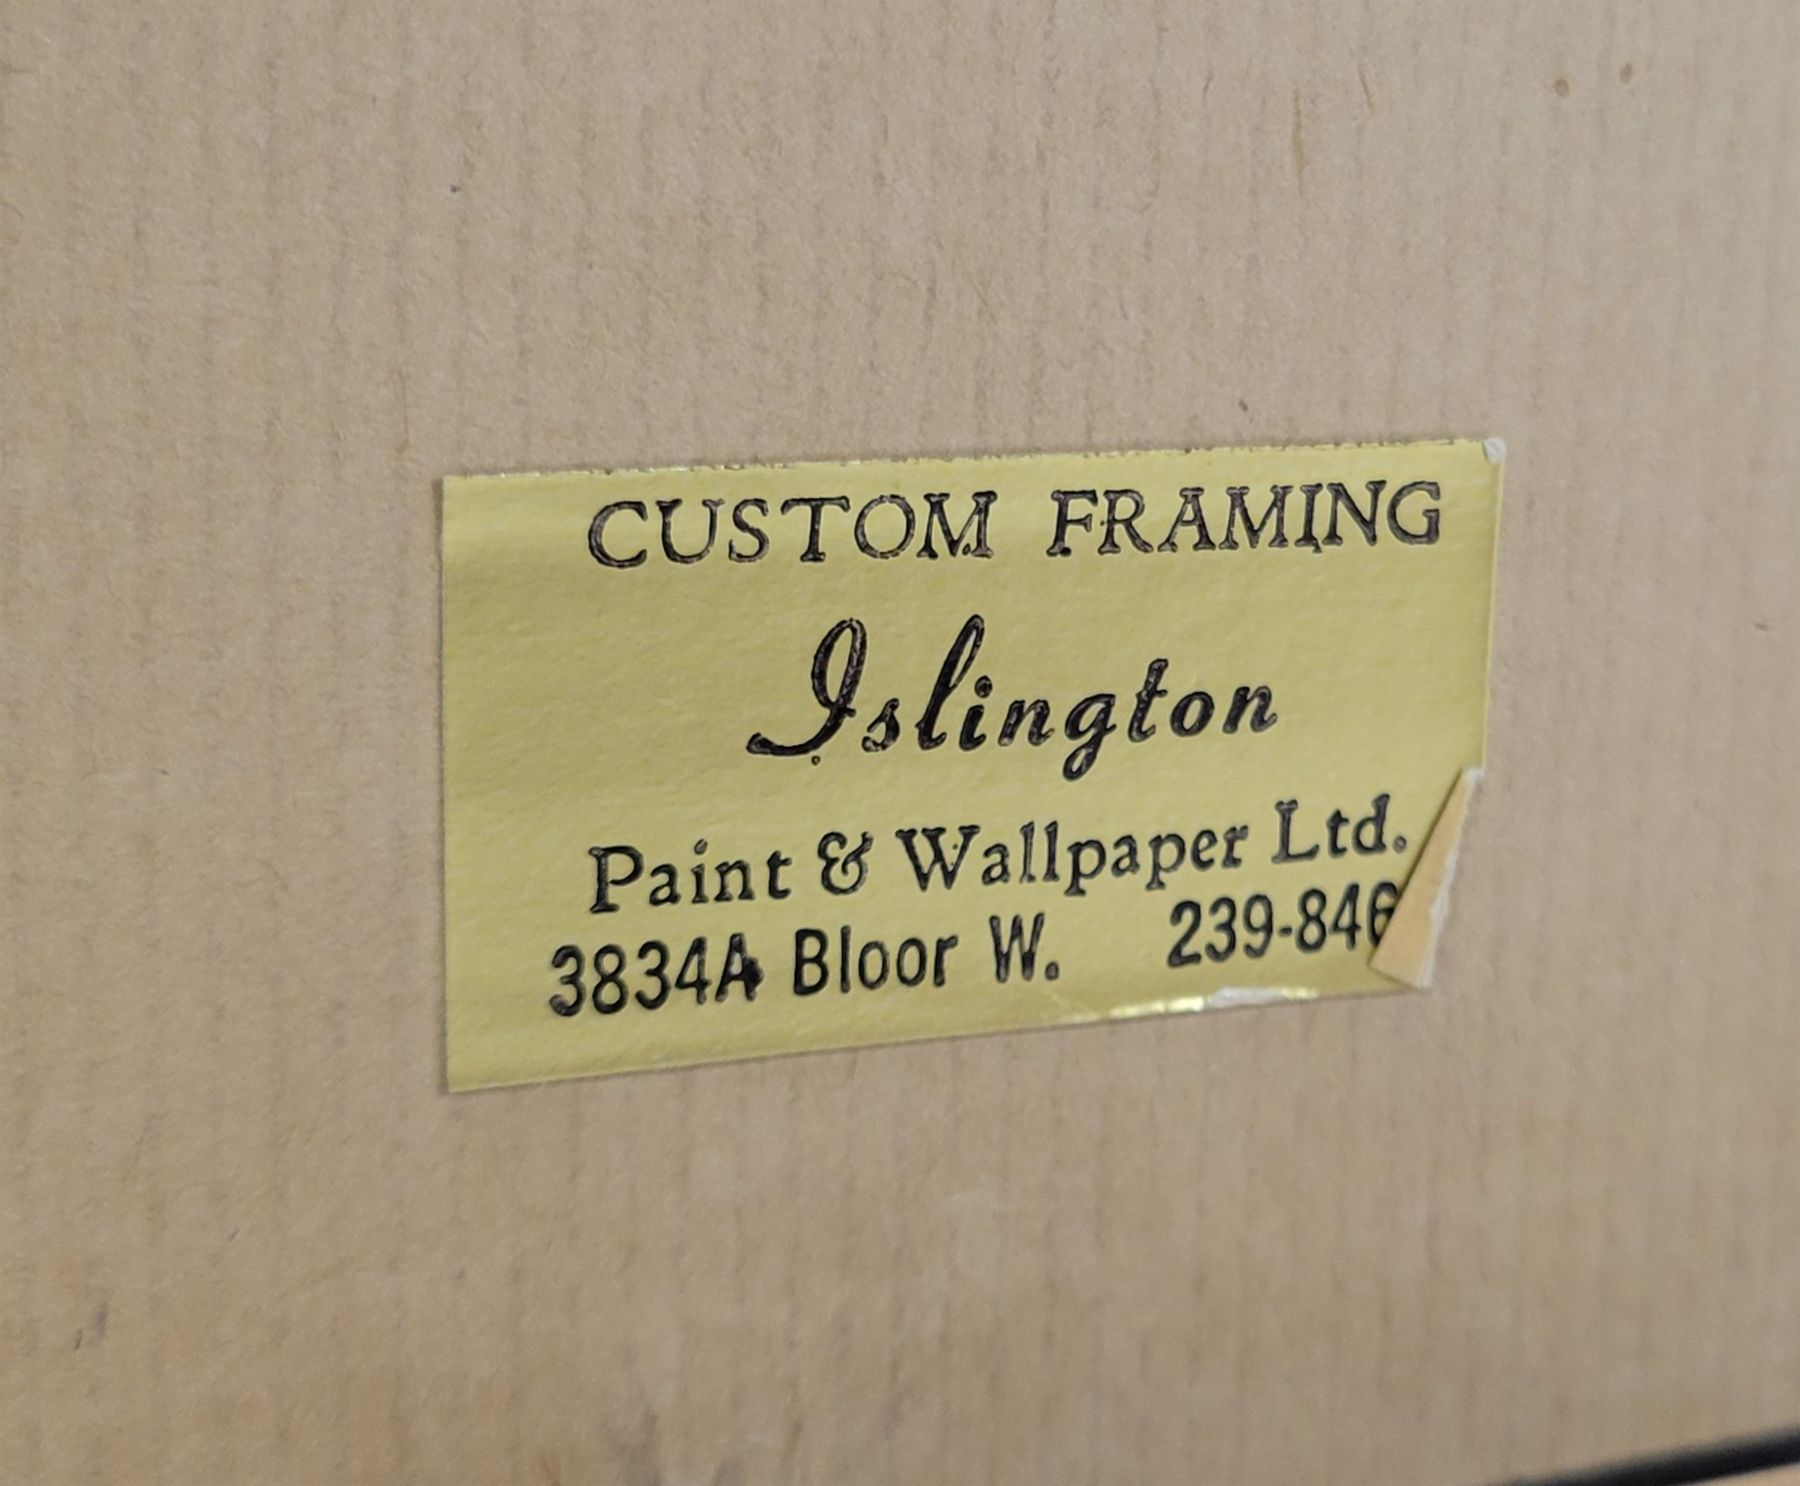 CUSTOM FRAMING
Islington
Paint & Wallpaper Ltd.
3834A Bloor W. 239-846